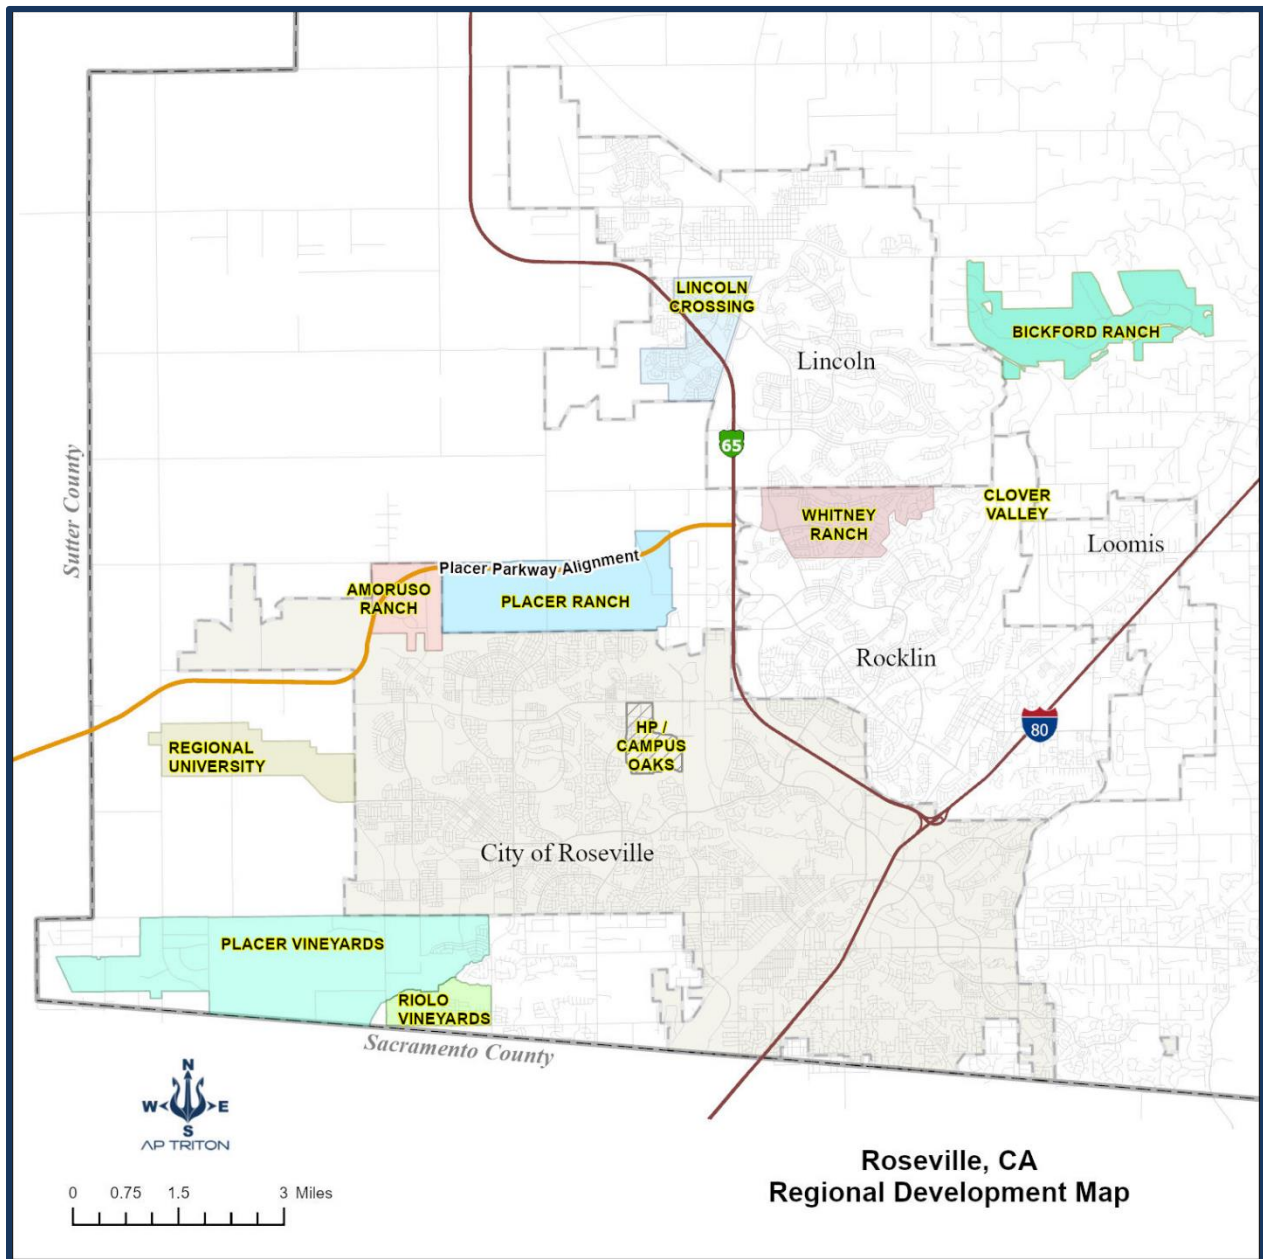 LINCOLN
CROSSING
BICKFORD RANCH
Lincoln
65
Sutter County
CLOVER
VALLEY
WHITNEY
RANCH
Loomis
Placer Parkway Alignment
AMORUSO
RANCH
PLACER RANCH
Rocklin
HP /
CAMPUS
OAKS
80
REGIONAL
UNIVERSITY
City of Roseville
PLACER VINEYARDS
RIOLO
VINEYARDS
Sacramento County
N
W E
S
AP TRITON
Roseville, CA
Regional Development Map
0 0.75 1.5 3 Miles